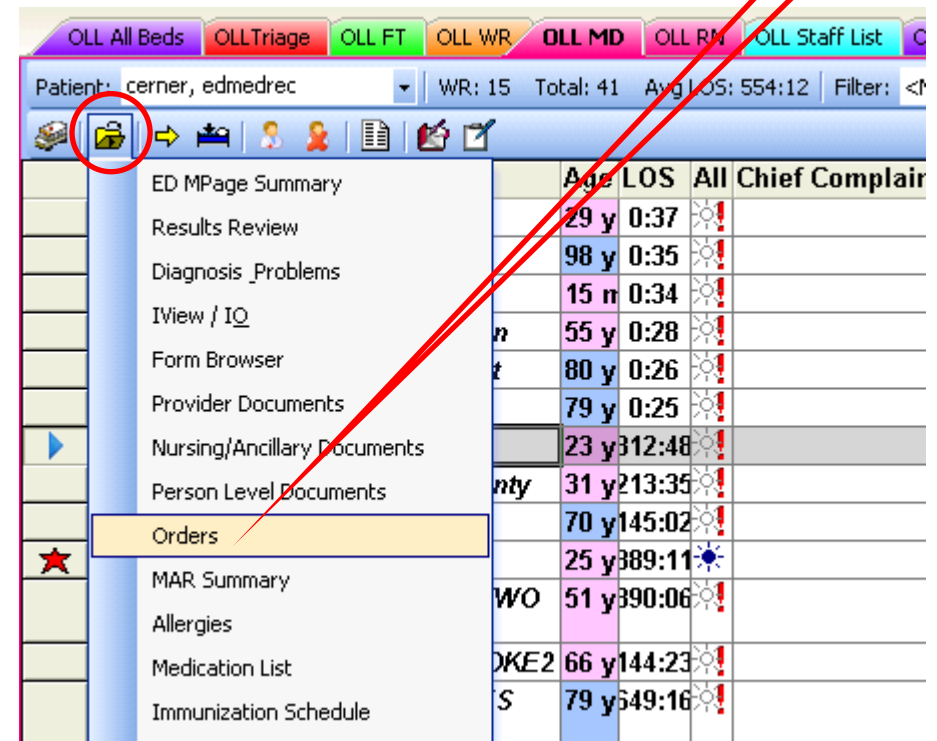 OLL All Beds OLLTriage OLL FT OLL WR OLL MD OLL RN OLL Staff List
Patient: cerner, edmedrec WR: 15 Total: 41 Avg LOS: 554:12 Filter:
Age LOS All Chief Complain
ED MPage Summary
29 y 0:37
Results Review
98 y 0:35
Diagnosis _Problems
15 m 0:34
IView / IO
n 55 y 0:28
Form Browser
t 80 y 0:26
Provider Documents
79 y 0:25
Nursing/Ancillary Documents
23 y 312:48
Person Level Documents
nty 31 y 213:35
Orders
70 y 145:02
25 y 389:11
MAR Summary
WO 51 y 390:06
Allergies
Medication List
OKE2 66 y 144:23
Immunization Schedule
S 79 y 649:16